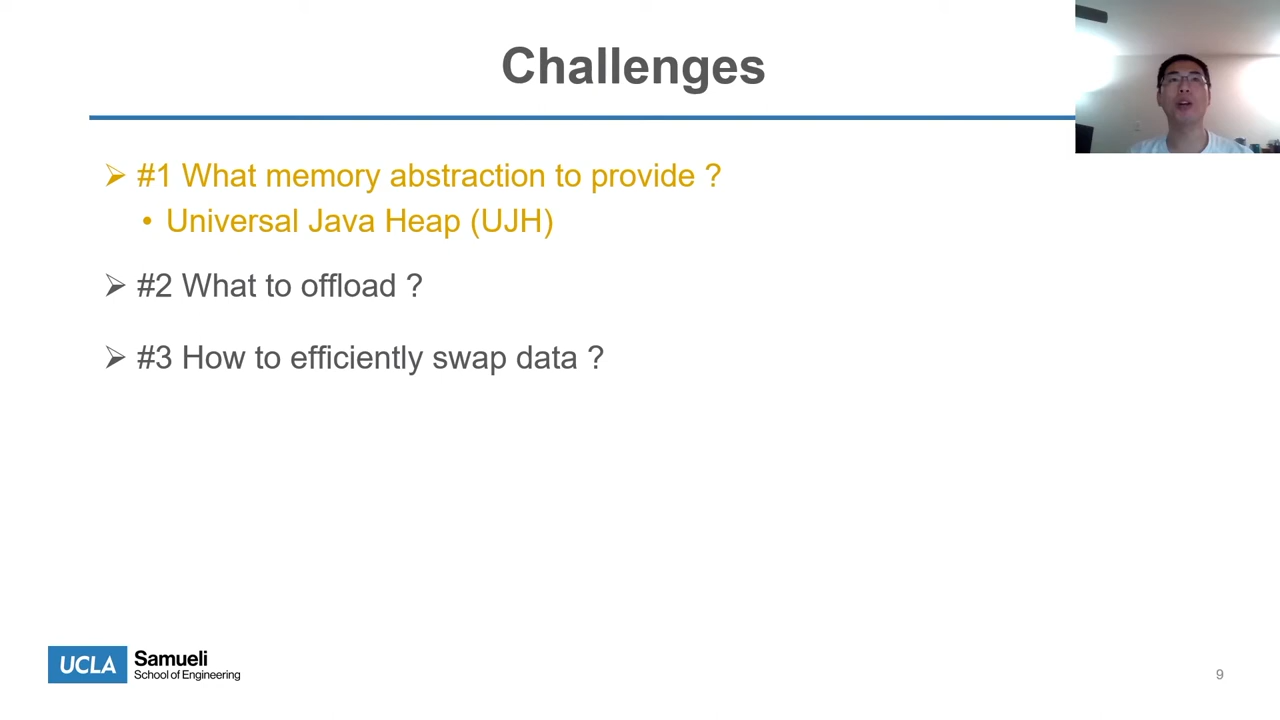 Challenges
➢ #1 What memory abstraction to provide ?
• Universal Java Heap (UJH)
➢ #2 What to offload ?
➢ #3 How to efficiently swap data ?
UCLA Samueli
School of Engineering
9